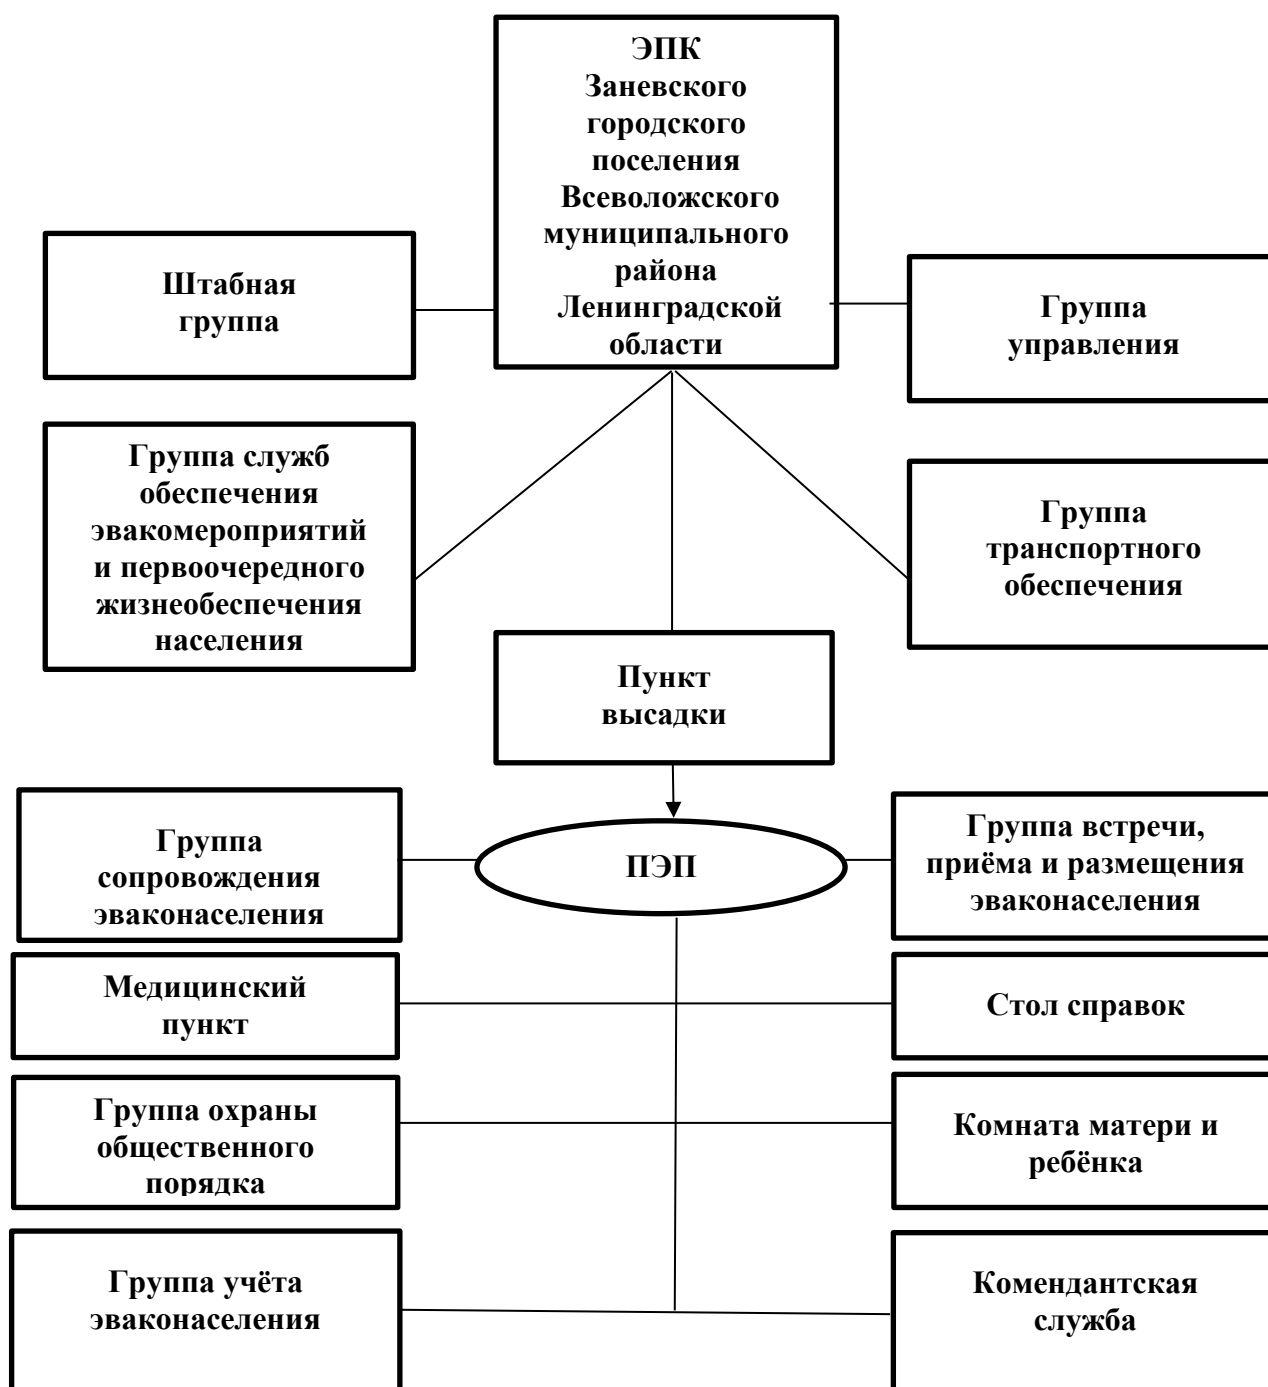 ЭПК
Заневского
городского
поселения
Всеволожского
муниципального
района
Ленинградской
области
Штабная
группа
Группа
управления
Группа служб
обеспечения
эвакомероприятий
и первоочередного
жизнеобеспечения
населения
Группа
транспортного
обеспечения
Пункт
высадки
Группа
сопровождения
эваконаселения
ПЭП
Группа встречи,
приёма и размещения
эваконаселения
Медицинский
пункт
Стол справок
Группа охраны
общественного
порядка
Комната матери и
ребёнка
Группа учёта
эваконаселения
Комендантская
служба